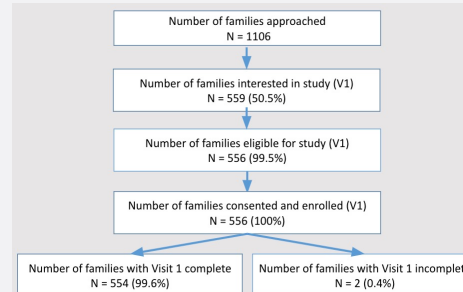 Number of families approached
N = 1106
Number of families interested in study (V1)
N = 559 (50.5%)
Number of families eligible for study (V1)
N = 556 (99.5%)
Number of families consented and enrolled (V1)
N = 556 (100%)
Number of families with Visit 1 complete
N = 554 (99.6%)
Number of families with Visit 1 incomplete
N = 2 (0.4%)